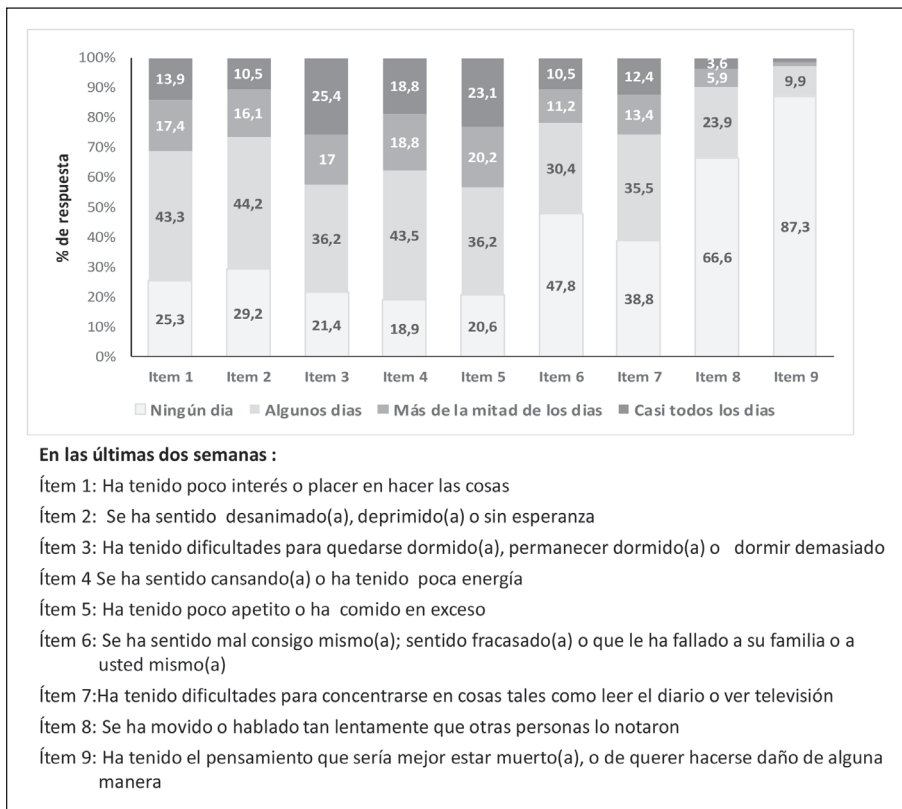 100%
90%
80%
70%
60%
50%
40%
30%
20%
10%
0%
% de respuesta
13,9 10,5 25,4 18,8 23,1 10,5 12,4 3,6
17,4 16,1 17 18,8 20,2 11,2 13,4 5,9
43,3 44,2 36,2 43,5 36,2 30,4 35,5 23,9 9,9
25,3 29,2 21,4 18,9 20,6 47,8 38,8 66,6 87,3
Item 1 Item 2 Item 3 Item 4 Item 5 Item 6 Item 7 Item 8 Item 9
Ningún dia Algunos dias Más de la mitad de los dias Casi todos los dias
En las últimas dos semanas :
Ítem 1: Ha tenido poco interés o placer en hacer las cosas
Ítem 2: Se ha sentido desanimado(a), deprimido(a) o sin esperanza
Ítem 3: Ha tenido dificultades para quedarse dormido(a), permanecer dormido(a) o dormir demasiado
Ítem 4 Se ha sentido cansando(a) o ha tenido poca energía
Ítem 5: Ha tenido poco apetito o ha comido en exceso
Ítem 6: Se ha sentido mal consigo mismo(a); sentido fracasado(a) o que le ha fallado a su familia o a
usted mismo(a)
Ítem 7:Ha tenido dificultades para concentrarse en cosas tales como leer el diario o ver televisión
Ítem 8: Se ha movido o hablado tan lentamente que otras personas lo notaron
Ítem 9: Ha tenido el pensamiento que sería mejor estar muerto(a), o de querer hacerse daño de alguna
manera